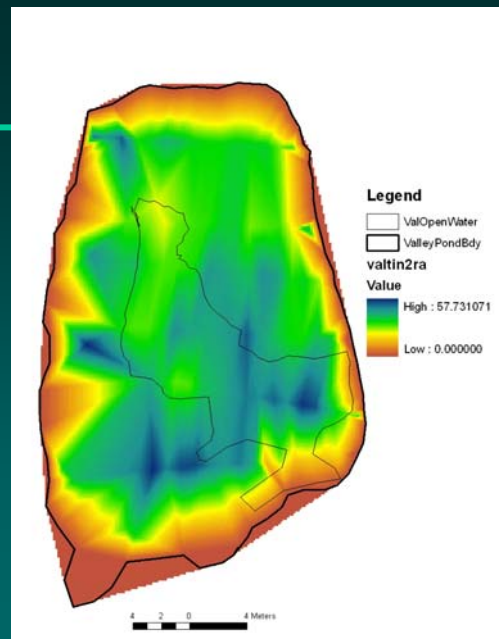 Legend
ValOpenWater
ValleyPondBdy
valtin2ra
Value
High : 57.731071
Low : 0.000000
4 2 0 4 Meters